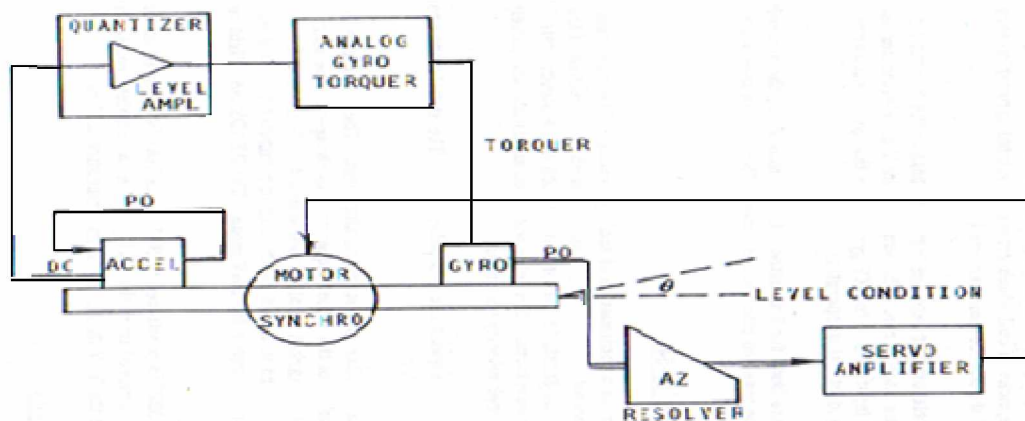 QUANTIZER
LEVEL
AMPL
ANALOG
GYRO
TORQUER
TORQUER
PO
DC
ACCEL
MOTOR
SYNCHRO
GYRO
PO
θ
LEVEL CONDITION
AZ
RESOLVER
SERVO
ANPLIFIER